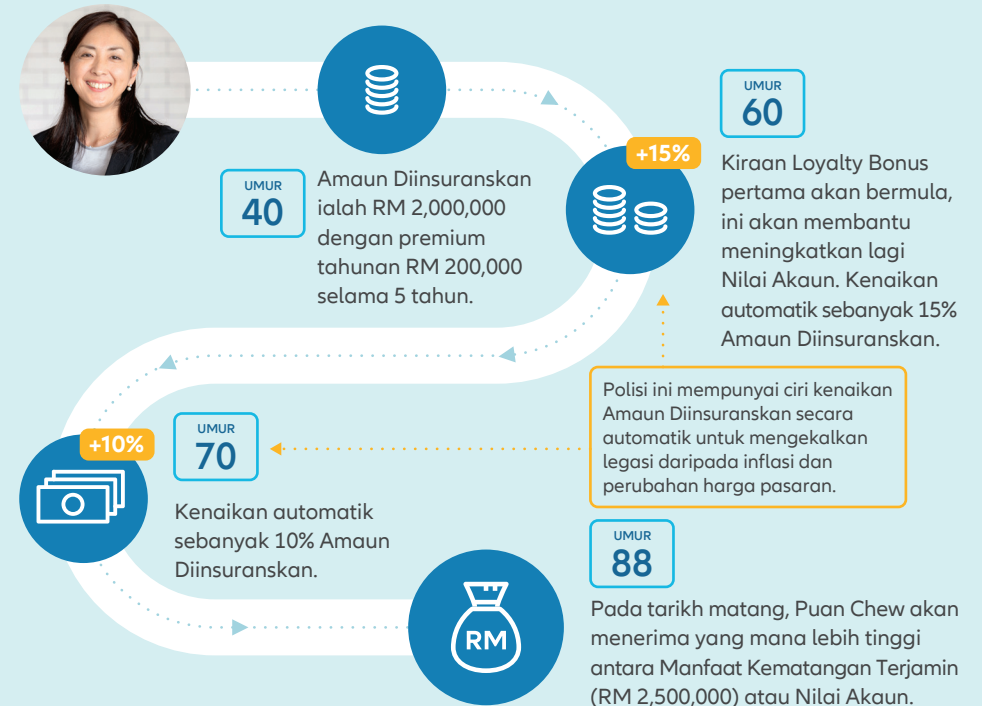 UMUR
40
Amaun Diinsuranskan
ialah RM 2,000,000
dengan premium
tahunan RM 200,000
selama 5 tahun.
+15%
UMUR
60
Kiraan Loyalty Bonus
pertama akan bermula,
ini akan membantu
meningkatkan lagi
Nilai Akaun. Kenaikan
automatik sebanyak 15%
Amaun Diinsuranskan.
Polisi ini mempunyai ciri kenaikan
Amaun Diinsuranskan secara
automatik untuk mengekalkan
legasi daripada inflasi dan
perubahan harga pasaran.
+10%
UMUR
70
Kenaikan automatik
sebanyak 10% Amaun
Diinsuranskan.
RM
UMUR
88
Pada tarikh matang, Puan Chew akan
menerima yang mana lebih tinggi
antara Manfaat Kematangan Terjamin
(RM 2,500,000) atau Nilai Akaun.